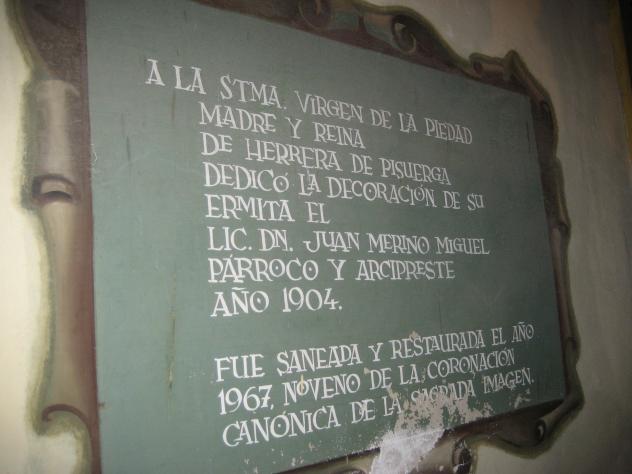 A LA STMA. VIRGEN DE LA PIEDAD
MADRE Y REINA
DE HERRERA DE PISUERGA
DEDICÓ LA DECORACIÓN DE SU
ERMITA EL
LIC. DN. JUAN MERINO MIGUEL
PÁRROCO Y ARCIPRESTE
AÑO 1904.
FUE SANEADA Y RESTAURADA EL AÑO
1967, NOVENO DE LA CORONACIÓN
CANÓNICA DE LA SAGRADA IMAGEN.